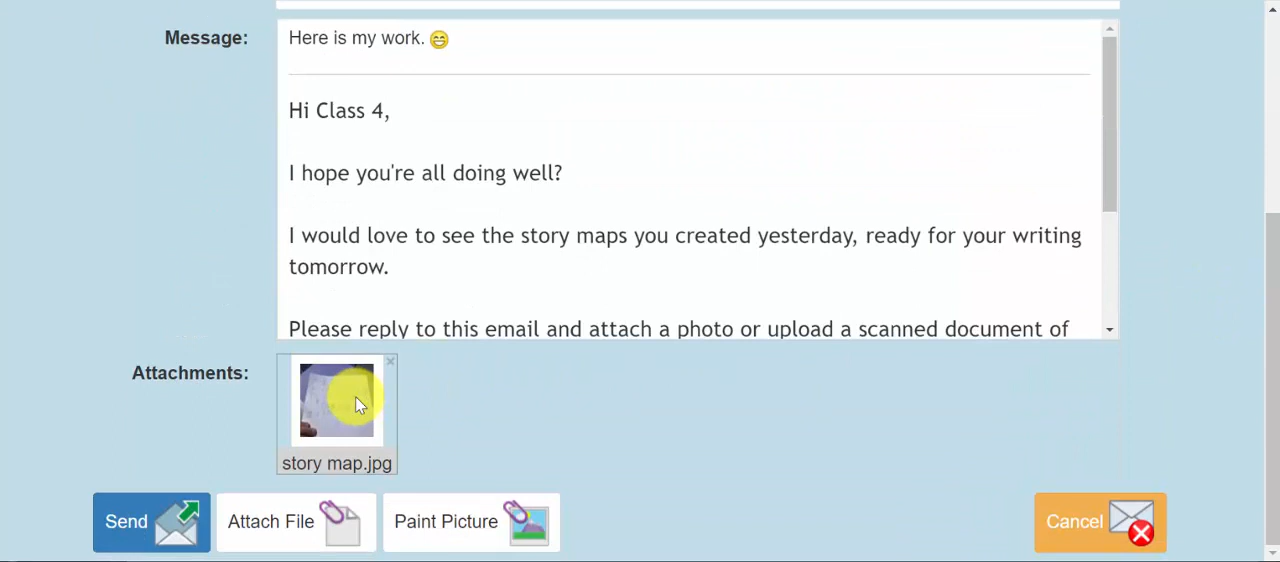 Message:
Here is my work. 😁
Hi Class 4,
I hope you're all doing well?
I would love to see the story maps you created yesterday, ready for your writing
tomorrow.
Please reply to this email and attach a photo or upload a scanned document of
Attachments:
story map.jpg
Send
Attach File
Paint Picture
Cancel